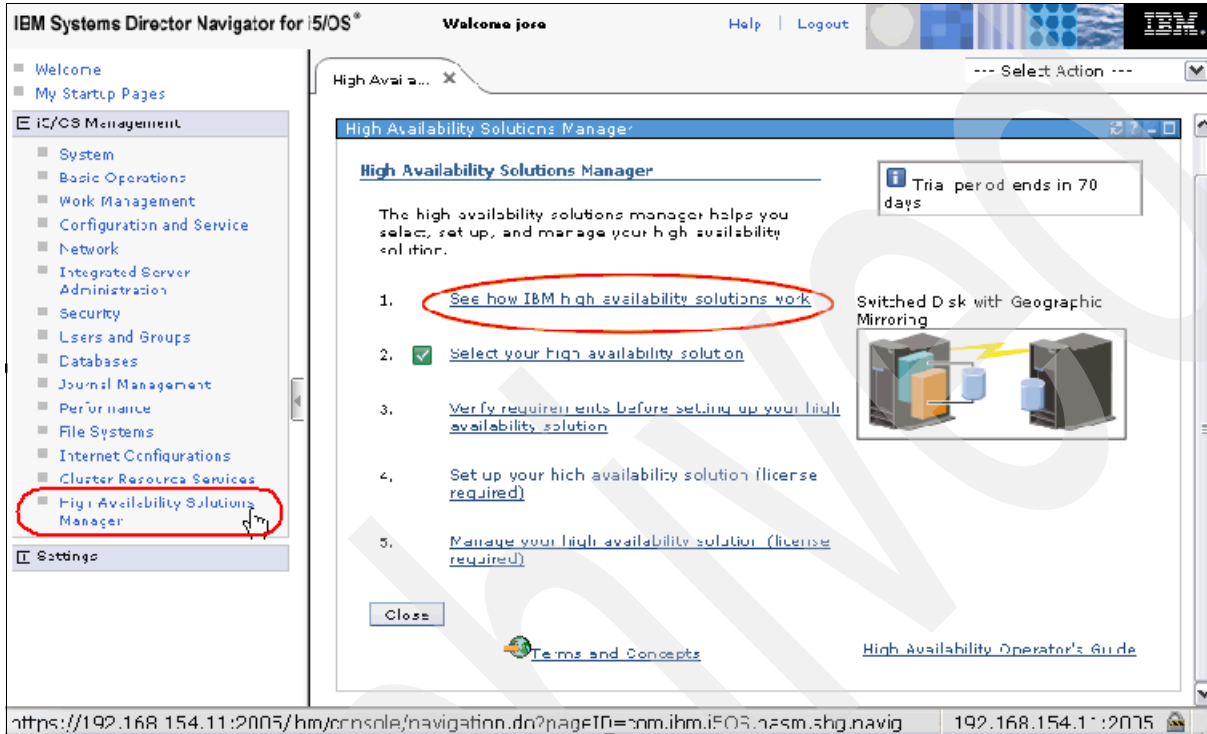 IBM Systems Director Navigator for i5/OS®
Welcome jose
Help | Logout
IBM.
Welcome
My Startup Pages
i5/OS Management
System
Basic Operations
Work Management
Configuration and Service
Network
Integrated Server
Administration
Security
Users and Groups
Databases
Journal Management
Performance
File Systems
Internet Configurations
Cluster Resource Services
High Availability Solutions
Manager
Settings
High Availa...
--- Select Action ---
High Availability Solutions Manager
High Availability Solutions Manager
Trial period ends in 70
days
The high availability solutions manager helps you
select, set up, and manage your high availability
solution.
1. See how IBM high availability solutions work
2. Select your high availability solution
3. Verify requirements before setting up your high
availability solution
4. Set up your high availability solution (license
required)
5. Manage your high availability solution (license
required)
Switched Disk with Geographic
Mirroring
Close
Terms and Concepts
High Availability Operator's Guide
https://192.168.154.11:2005/ibm/console/navigation.do?pageID=com.ibm.i5OS.hasm.shg.navig
192.168.154.11:2005